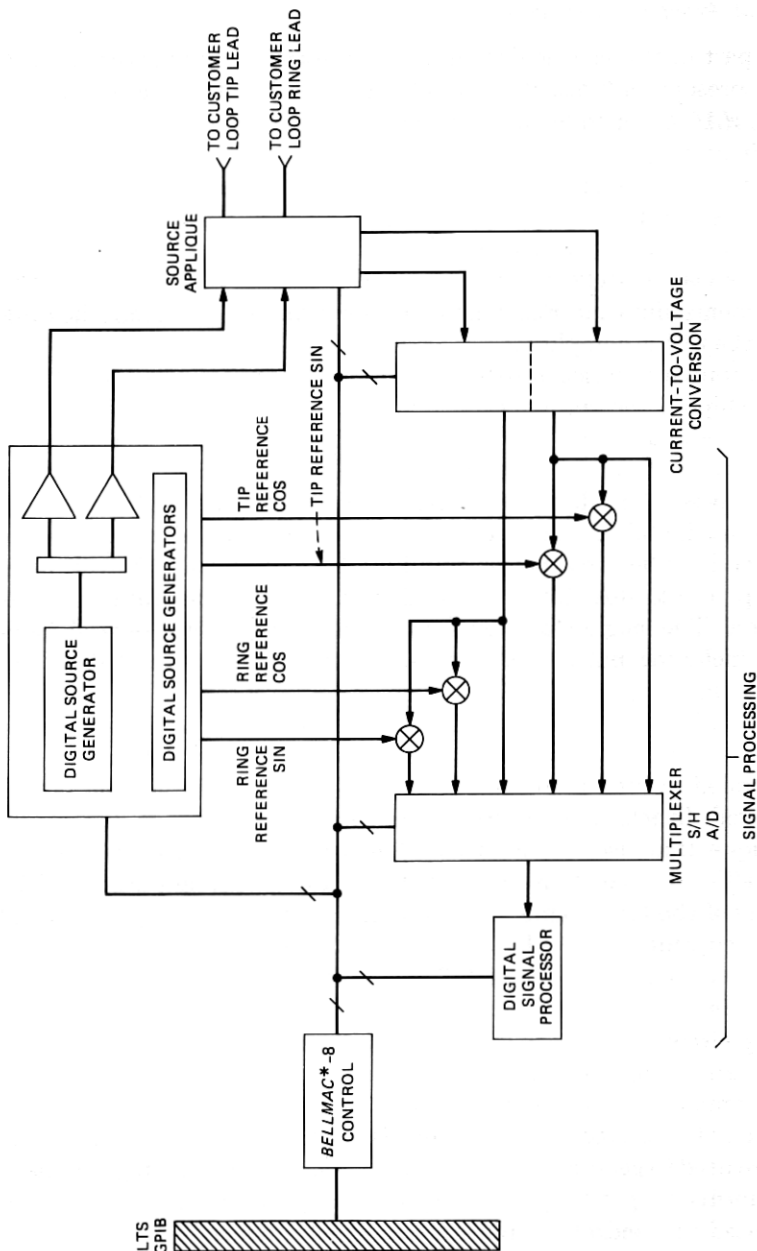 LTS
GPIB
BELLMAC*-8
CONTROL
DIGITAL
SIGNAL
PROCESSOR
MULTIPLEXER
S/H
A/D
SIGNAL PROCESSING
DIGITAL SOURCE
GENERATOR
DIGITAL SOURCE GENERATORS
RING
REFERENCE
SIN
RING
REFERENCE
COS
TIP REFERENCE SIN
TIP
REFERENCE
COS
CURRENT-TO-VOLTAGE
CONVERSION
SOURCE
APPLIQUE
TO CUSTOMER
LOOP TIP LEAD
TO CUSTOMER
LOOP RING LEAD